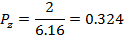 P_z = 2/6.16 = 0.324